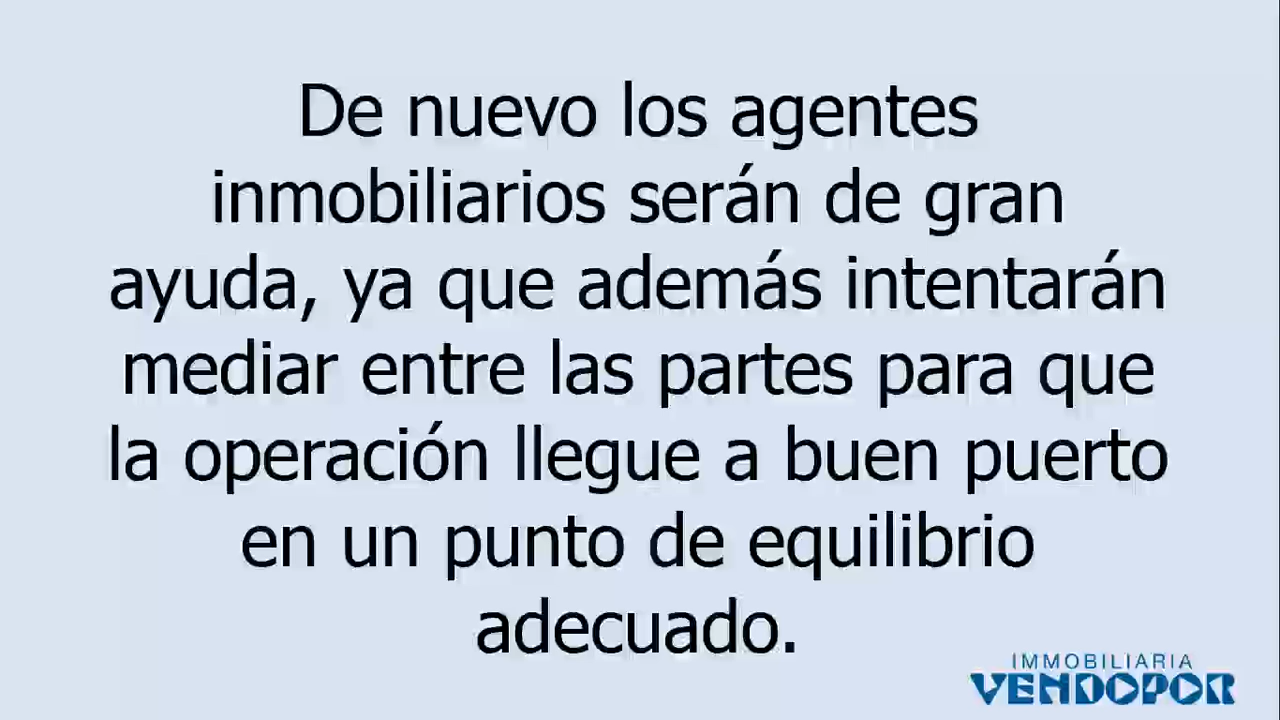 De nuevo los agentes
inmobiliarios serán de gran
ayuda, ya que además intentarán
mediar entre las partes para que
la operación llegue a buen puerto
en un punto de equilibrio
adecuado.
IMMOBILIARIA
VENDOPOR